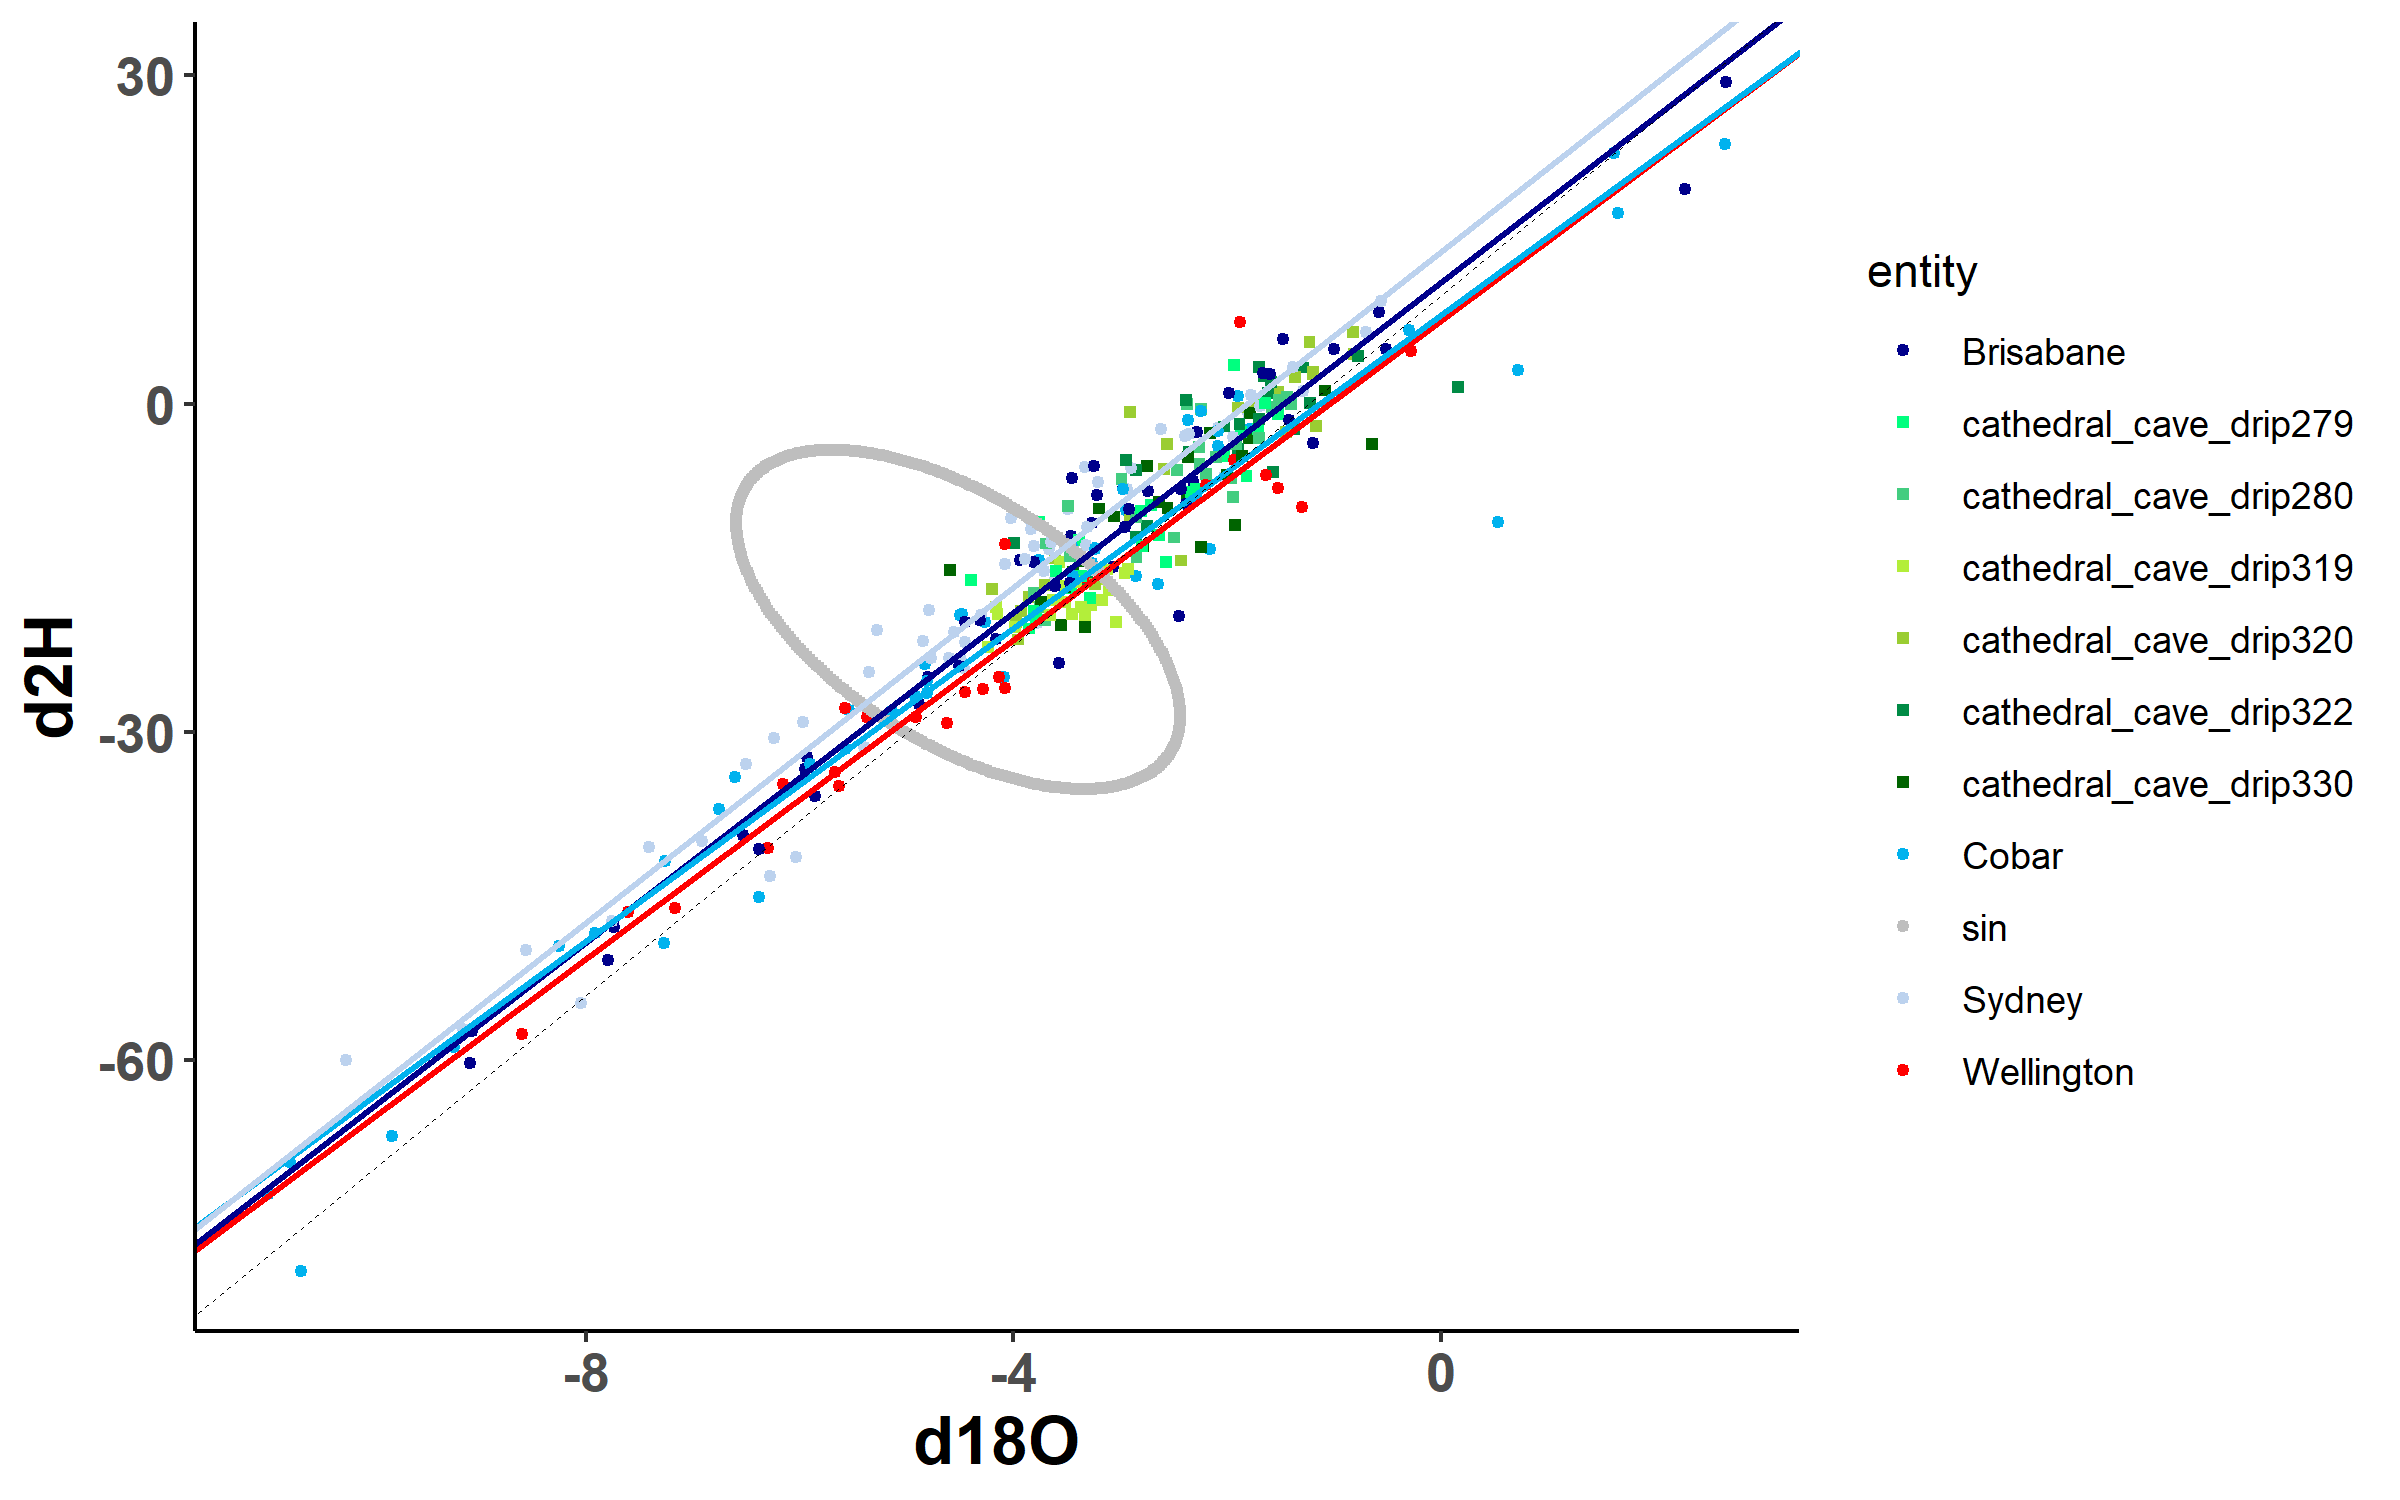 30
0
-30
-60
d2H
-8
-4
0
d18O
entity
Brisabane
cathedral_cave_drip279
cathedral_cave_drip280
cathedral_cave_drip319
cathedral_cave_drip320
cathedral_cave_drip322
cathedral_cave_drip330
Cobar
sin
Sydney
Wellington